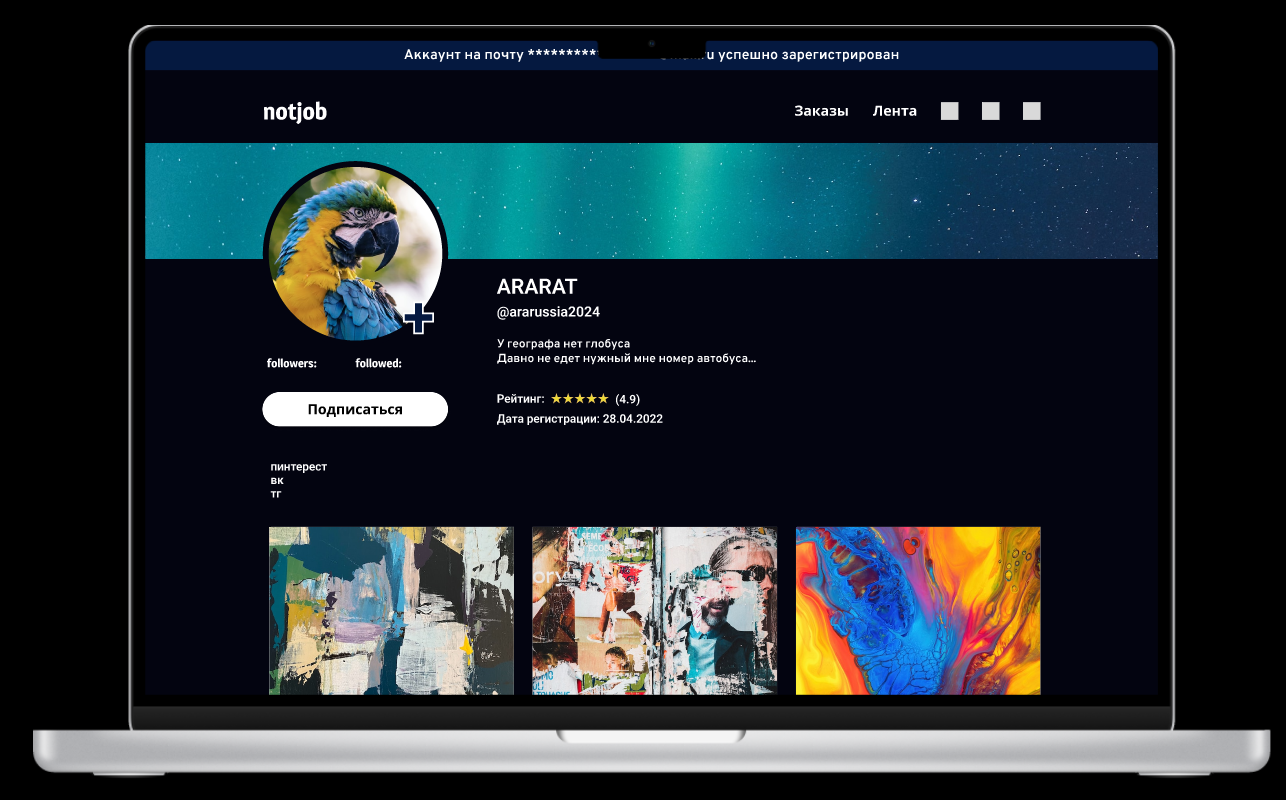 Аккаунт на почту ********* успешно зарегистрирован
notjob
Заказы Лента
ARARAT
@ararussia2024
У географа нет глобуса
Давно не едет нужный мне номер автобуса...
followers: followed:
Рейтинг: ★★★★★ (4.9)
Подписаться
Дата регистрации: 28.04.2022
пинтерест
вк
тг
ory